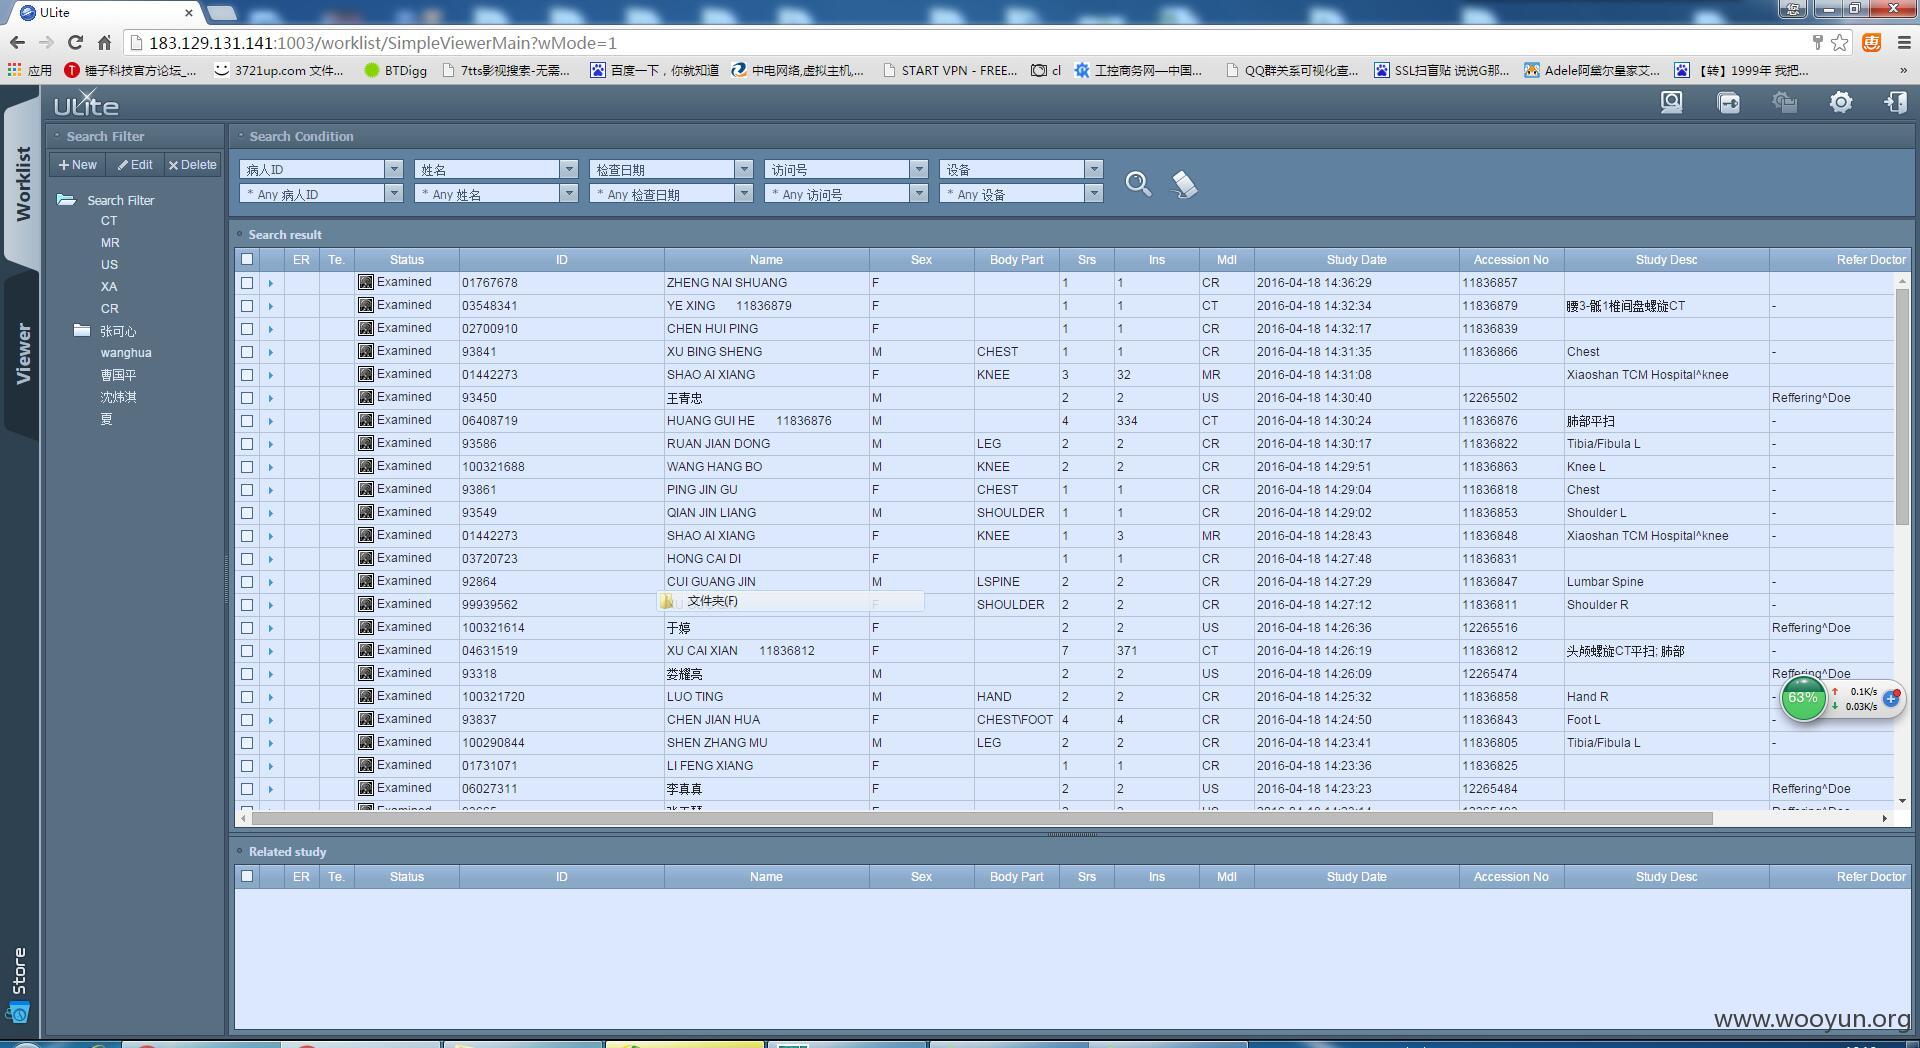 ULite
183.129.131.141:1003/worklist/SimpleViewerMain?wMode=1
应用 锤子科技官方论坛_... 3721up.com 文件... BTDigg 7tts影视搜索-无需... 百度一下，你就知道 中电网络,虚拟主机,... START VPN - FREE... cl 工控商务网—中国... QQ群关系可视化查... SSL扫盲贴 说说G那... Adele阿黛尔皇家艾... 【转】1999年 我把... »
ULite
Search Filter
Search Condition
New Edit Delete
病人ID 姓名 检查日期 访问号 设备
* Any 病人ID * Any 姓名 * Any 检查日期 * Any 访问号 * Any 设备
Worklist
Viewer
Store
Search Filter
CT
MR
US
XA
CR
张可心
wanghua
曹国平
沈炜淇
夏
Search result
ER Te. Status ID Name Sex Body Part Srs Ins Mdl Study Date Accession No Study Desc Refer Doctor
Examined 01767678 ZHENG NAI SHUANG F 1 1 CR 2016-04-18 14:36:29 11836857
Examined 03548341 YE XING 11836879 F 1 1 CT 2016-04-18 14:32:34 11836879 腰3-骶1椎间盘螺旋CT -
Examined 02700910 CHEN HUI PING F 1 1 CR 2016-04-18 14:32:17 11836839
Examined 93841 XU BING SHENG M CHEST 1 1 CR 2016-04-18 14:31:35 11836866 Chest -
Examined 01442273 SHAO AI XIANG F KNEE 3 32 MR 2016-04-18 14:31:08 Xiaoshan TCM Hospital^knee
Examined 93450 王青忠 M 2 2 US 2016-04-18 14:30:40 12265502 Reffering^Doe
Examined 06408719 HUANG GUI HE 11836876 M 4 334 CT 2016-04-18 14:30:24 11836876 肺部平扫 -
Examined 93586 RUAN JIAN DONG M LEG 2 2 CR 2016-04-18 14:30:17 11836822 Tibia/Fibula L -
Examined 100321688 WANG HANG BO M KNEE 2 2 CR 2016-04-18 14:29:51 11836863 Knee L -
Examined 93861 PING JIN GU F CHEST 1 1 CR 2016-04-18 14:29:04 11836818 Chest -
Examined 93549 QIAN JIN LIANG M SHOULDER 1 1 CR 2016-04-18 14:29:02 11836853 Shoulder L -
Examined 01442273 SHAO AI XIANG F KNEE 1 3 MR 2016-04-18 14:28:43 11836848 Xiaoshan TCM Hospital^knee -
Examined 03720723 HONG CAI DI F 1 1 CR 2016-04-18 14:27:48 11836831
Examined 92864 CUI GUANG JIN M LSPINE 2 2 CR 2016-04-18 14:27:29 11836847 Lumbar Spine -
Examined 99939562 文件夹(F) F SHOULDER 2 2 CR 2016-04-18 14:27:12 11836811 Shoulder R -
Examined 100321614 于婷 F 2 2 US 2016-04-18 14:26:36 12265516 Reffering^Doe
Examined 04631519 XU CAI XIAN 11836812 F 7 371 CT 2016-04-18 14:26:19 11836812 头颅螺旋CT平扫; 肺部 -
Examined 93318 娄耀亮 M 2 2 US 2016-04-18 14:26:09 12265474 Reffering^Doe
Examined 100321720 LUO TING M HAND 2 2 CR 2016-04-18 14:25:32 11836858 Hand R -
63% 0.1K/s
0.03K/s
Examined 93837 CHEN JIAN HUA F CHEST\FOOT 4 4 CR 2016-04-18 14:24:50 11836843 Foot L -
Examined 100290844 SHEN ZHANG MU M LEG 2 2 CR 2016-04-18 14:23:41 11836805 Tibia/Fibula L -
Examined 01731071 LI FENG XIANG F 1 1 CR 2016-04-18 14:23:36 11836825
Examined 06027311 李真真 F 2 2 US 2016-04-18 14:23:23 12265484 Reffering^Doe
Related study
ER Te. Status ID Name Sex Body Part Srs Ins Mdl Study Date Accession No Study Desc Refer Doctor
www.wooyun.org